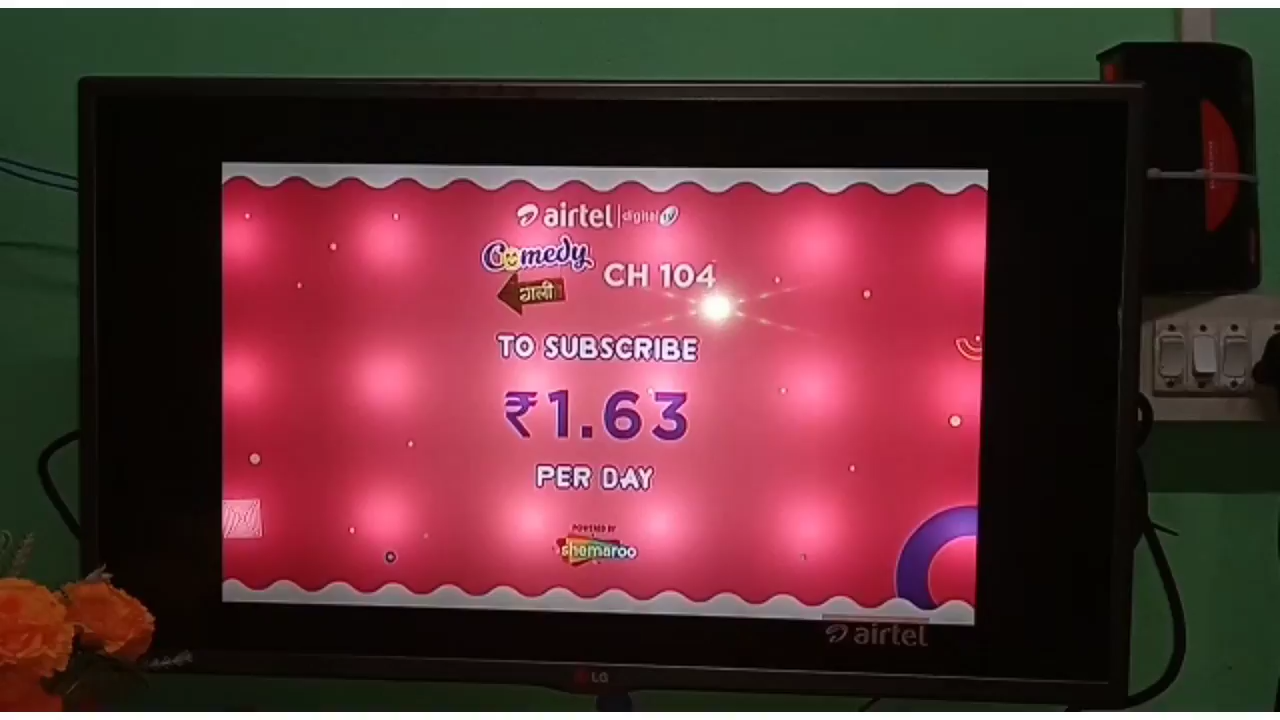 airtel digital tv
Comedy
गली
CH 104
TO SUBSCRIBE
₹1.63
PER DAY
POWERED BY
shemaroo
airtel
LG